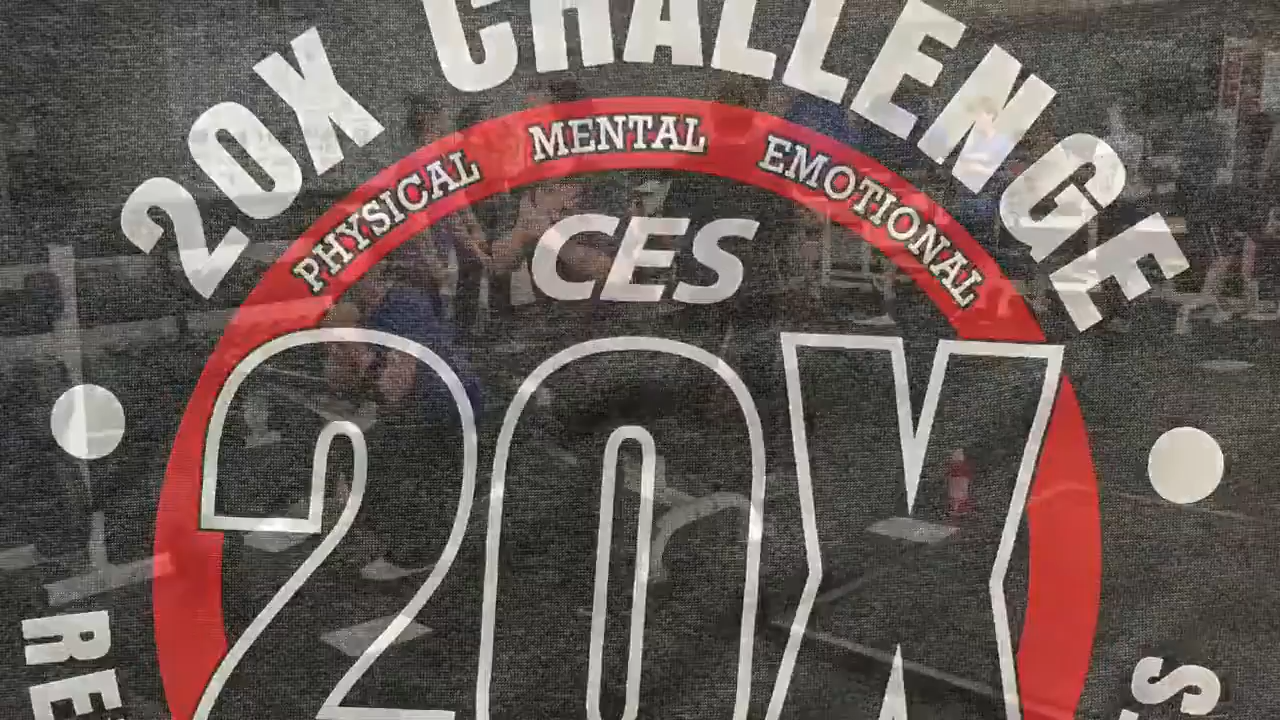 20X CHALLENGE
PHYSICAL MENTAL EMOTIONAL
CES
20X